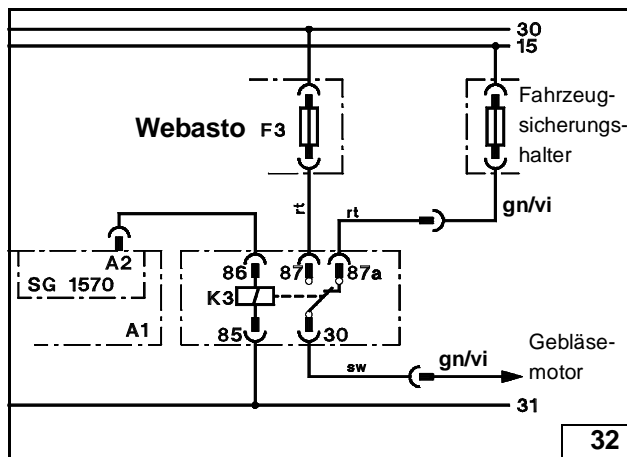 30
15
Webasto F3
Fahrzeug-
sicherungs-
halter
rt
rt
gn/vi
A2
SG 1570
A1
86
87
87a
K3
85
30
sw
gn/vi
Gebläse-
motor
31
32